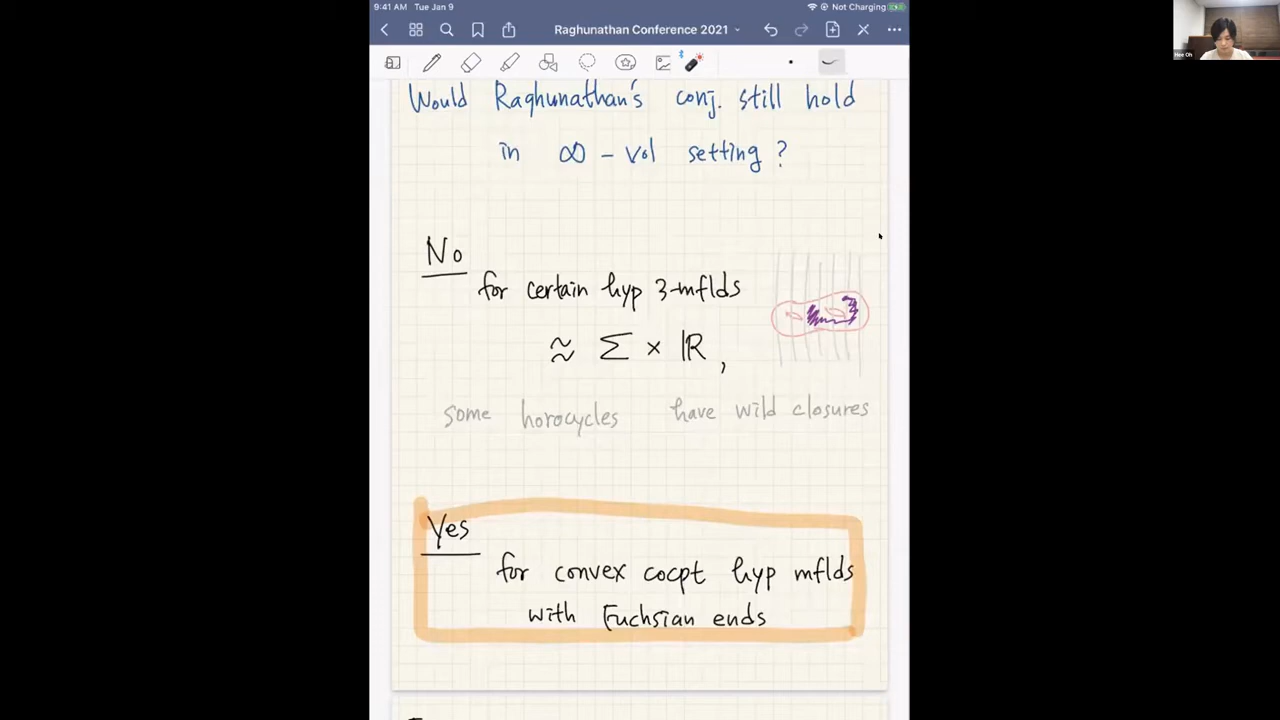 9:41 AM Tue Jan 9
Not Charging
Raghunathan Conference 2021
Would Raghunathan's conj. still hold
in ∞ - vol setting ?
No
for certain hyp 3-mflds
≈ Σ × ℝ,
some horocycles have wild closures
Yes
for convex cocpt hyp mflds
with Fuchsian ends
Hee Oh